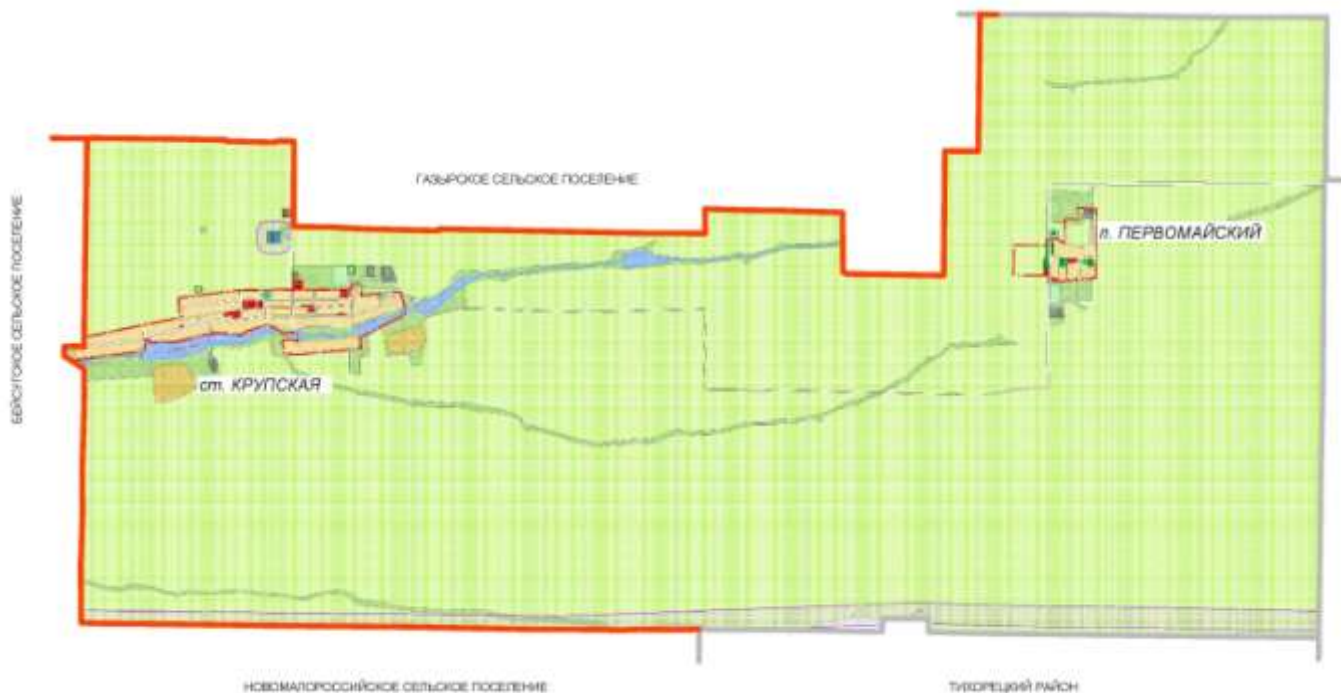 ГАЗЫРСКОЕ СЕЛЬСКОЕ ПОСЕЛЕНИЕ
БЕЙСУГСКОЕ СЕЛЬСКОЕ ПОСЕЛЕНИЕ
п. ПЕРВОМАЙСКИЙ
ст. КРУПСКАЯ
НОВОМАЛОРОССИЙСКОЕ СЕЛЬСКОЕ ПОСЕЛЕНИЕ
ТИХОРЕЦКИЙ РАЙОН